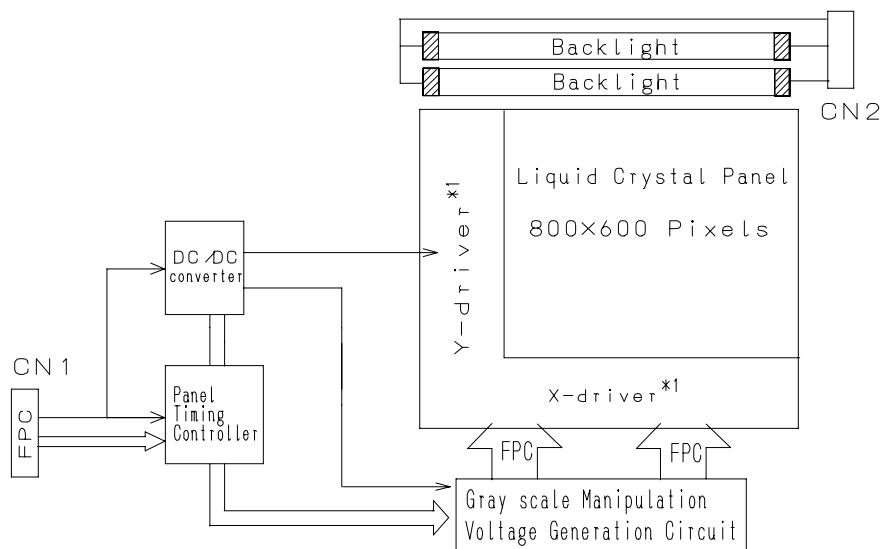 Backlight
Backlight
CN2
Liquid Crystal Panel
800×600 Pixels
Y-driver*1
DC/DC
converter
CN1
FPC
Panel
Timing
Controller
X-driver*1
FPC
FPC
Gray scale Manipulation
Voltage Generation Circuit